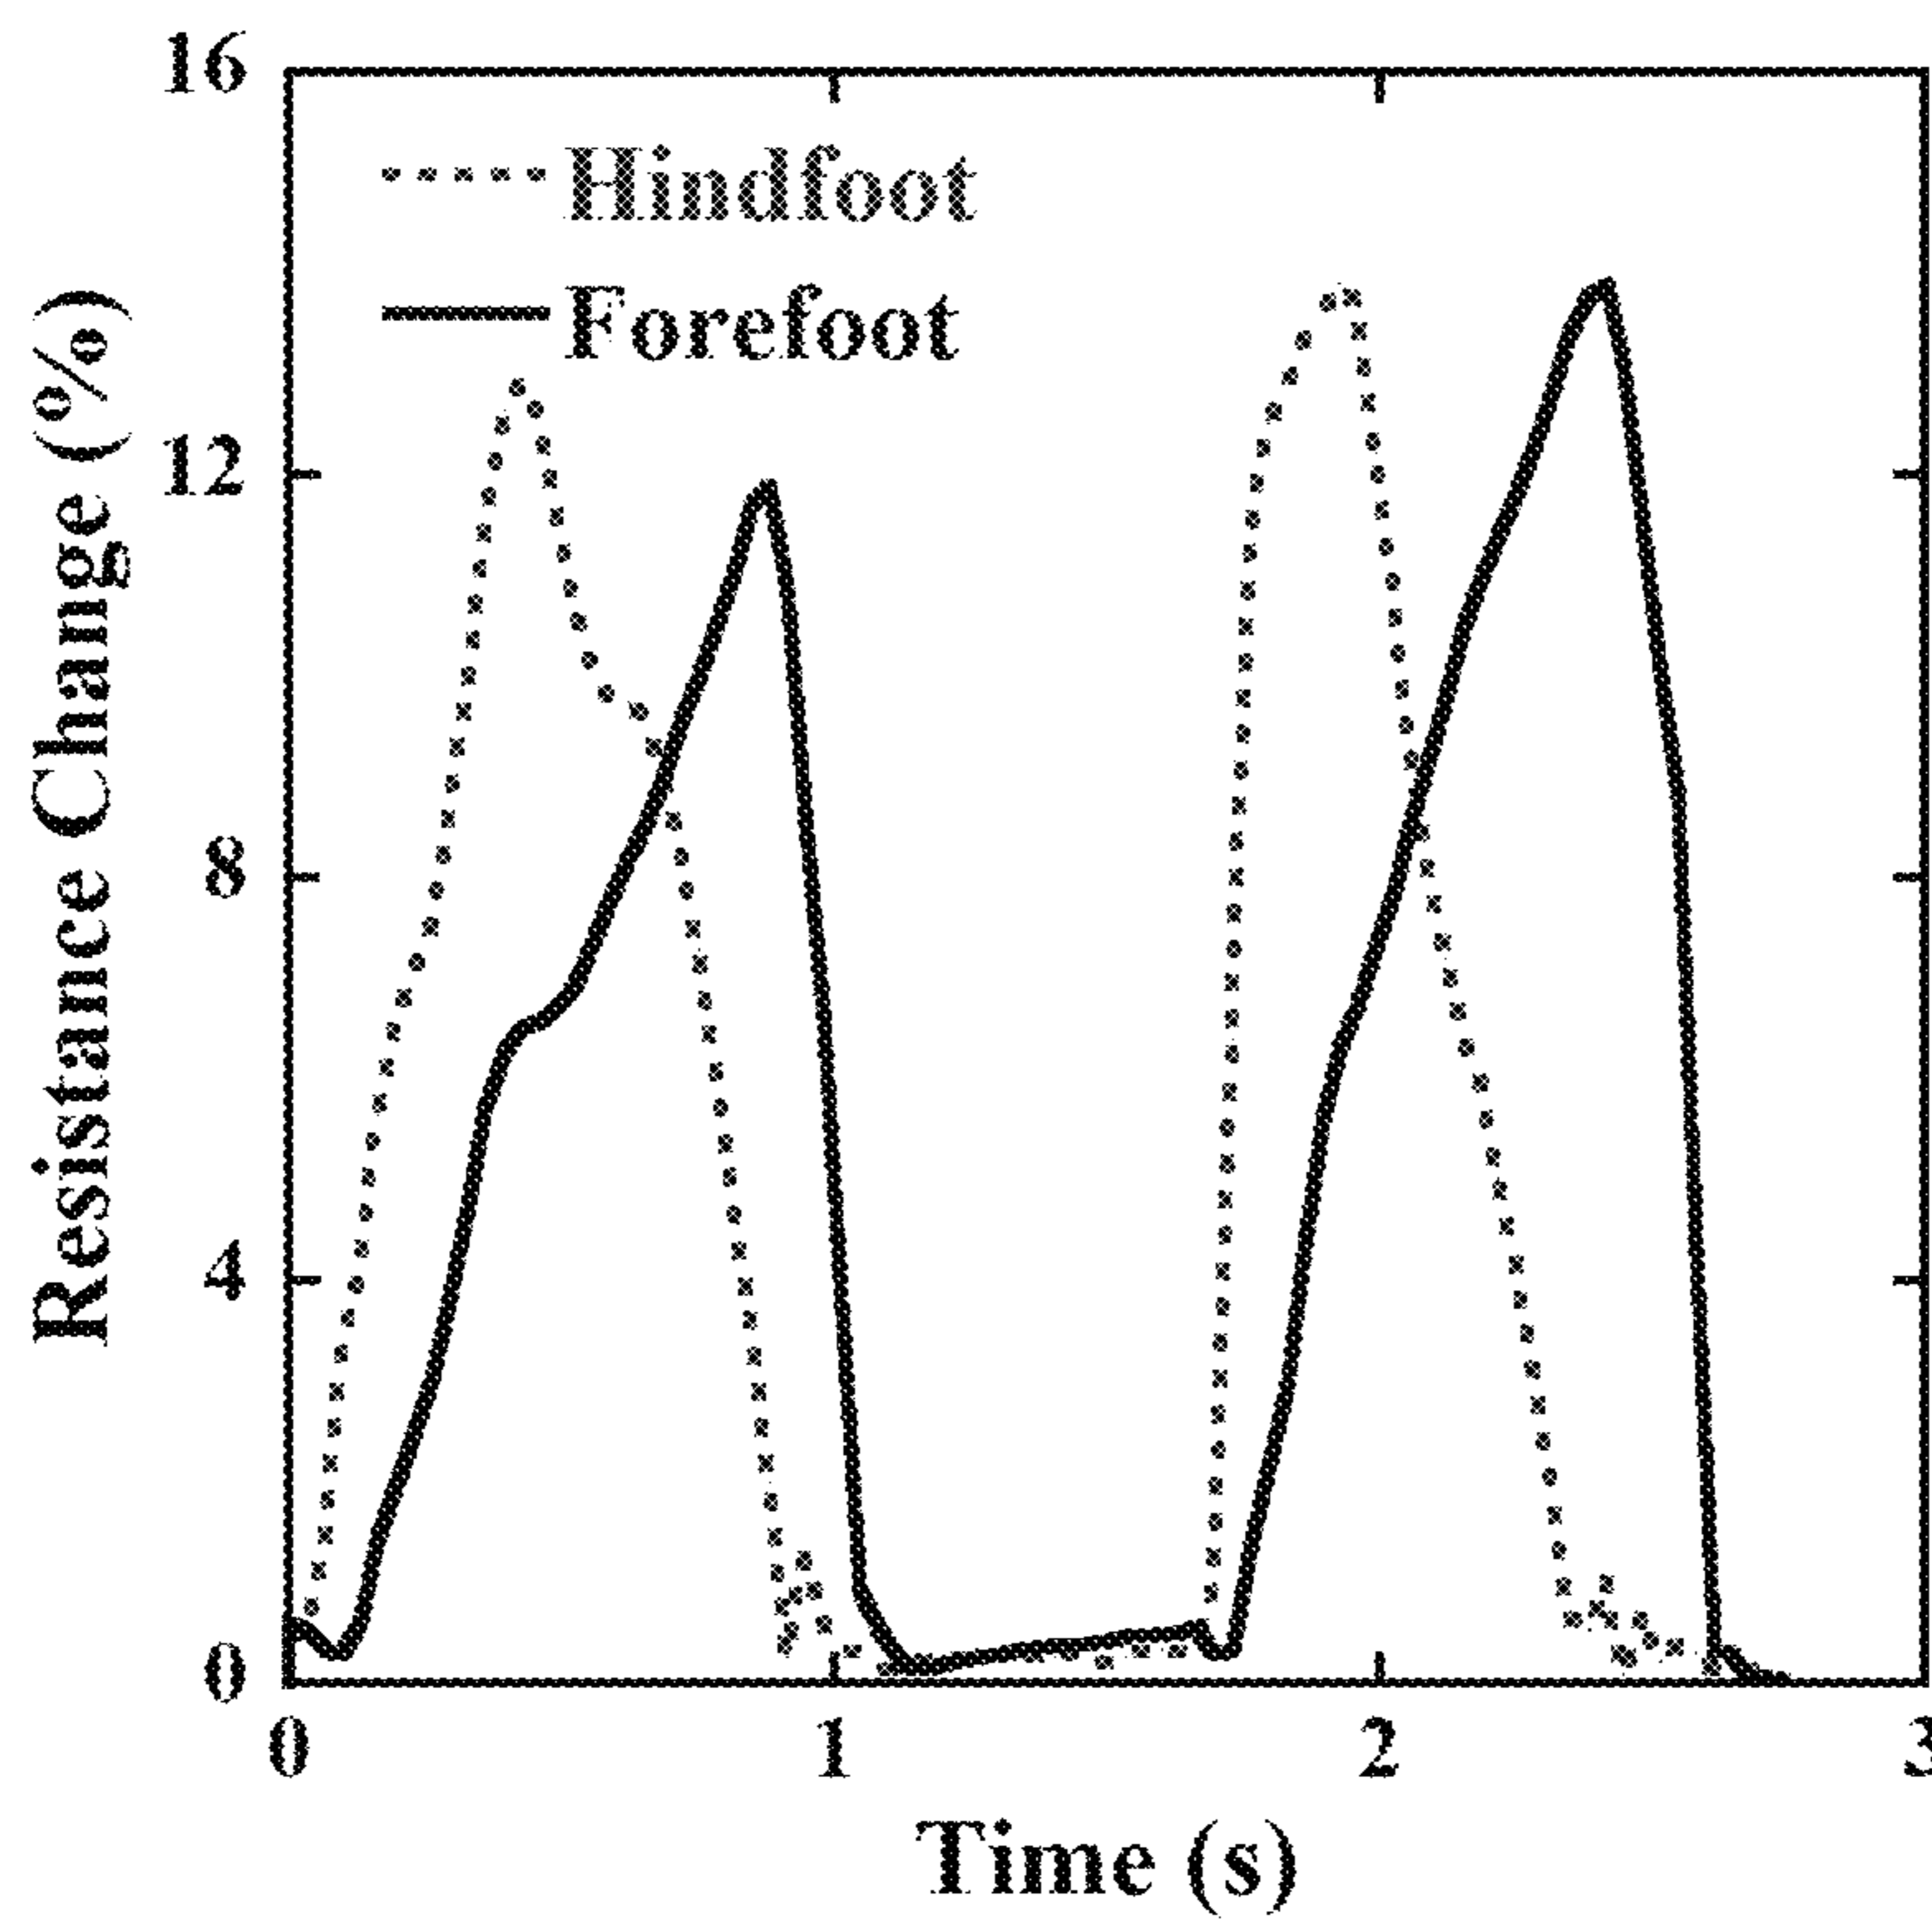 16
Hindfoot
Forefoot
12
8
4
0
Resistance Change (%)
0 1 2 3
Time (s)